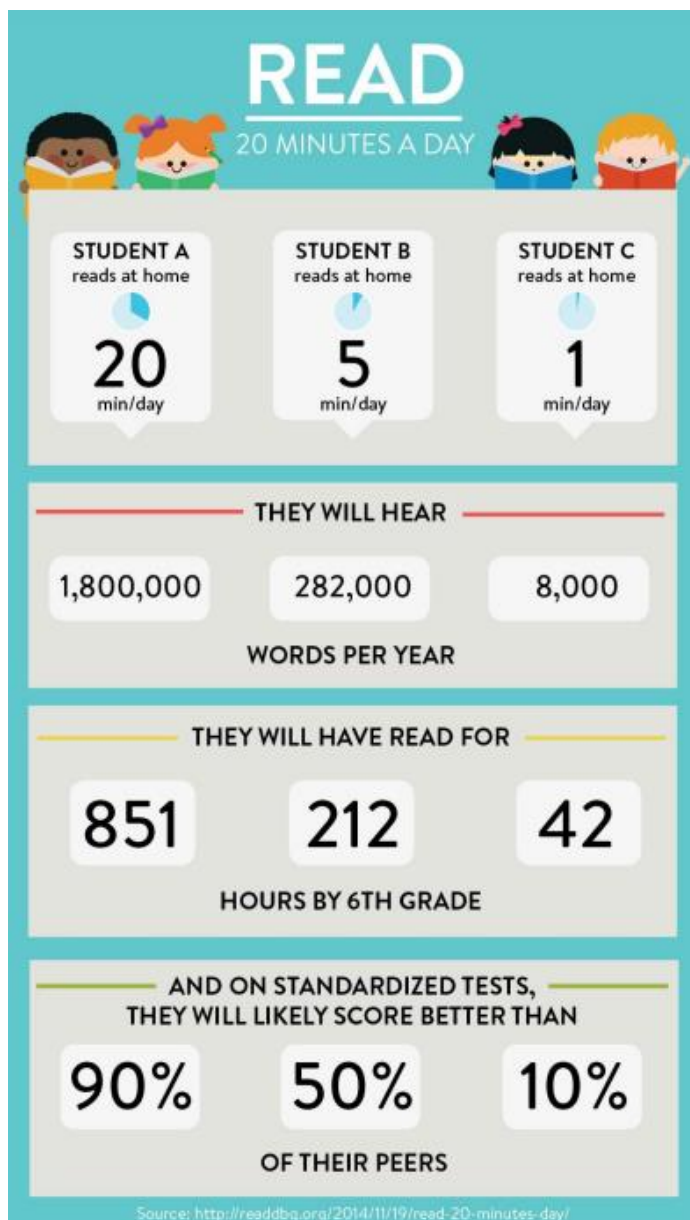 READ
20 MINUTES A DAY
STUDENT A
reads at home
20
min/day
STUDENT B
reads at home
5
min/day
STUDENT C
reads at home
1
min/day
THEY WILL HEAR
1,800,000 282,000 8,000
WORDS PER YEAR
THEY WILL HAVE READ FOR
851 212 42
HOURS BY 6TH GRADE
AND ON STANDARDIZED TESTS,
THEY WILL LIKELY SCORE BETTER THAN
90% 50% 10%
OF THEIR PEERS
Source: http://readdbq.org/2014/11/19/read-20-minutes-day/